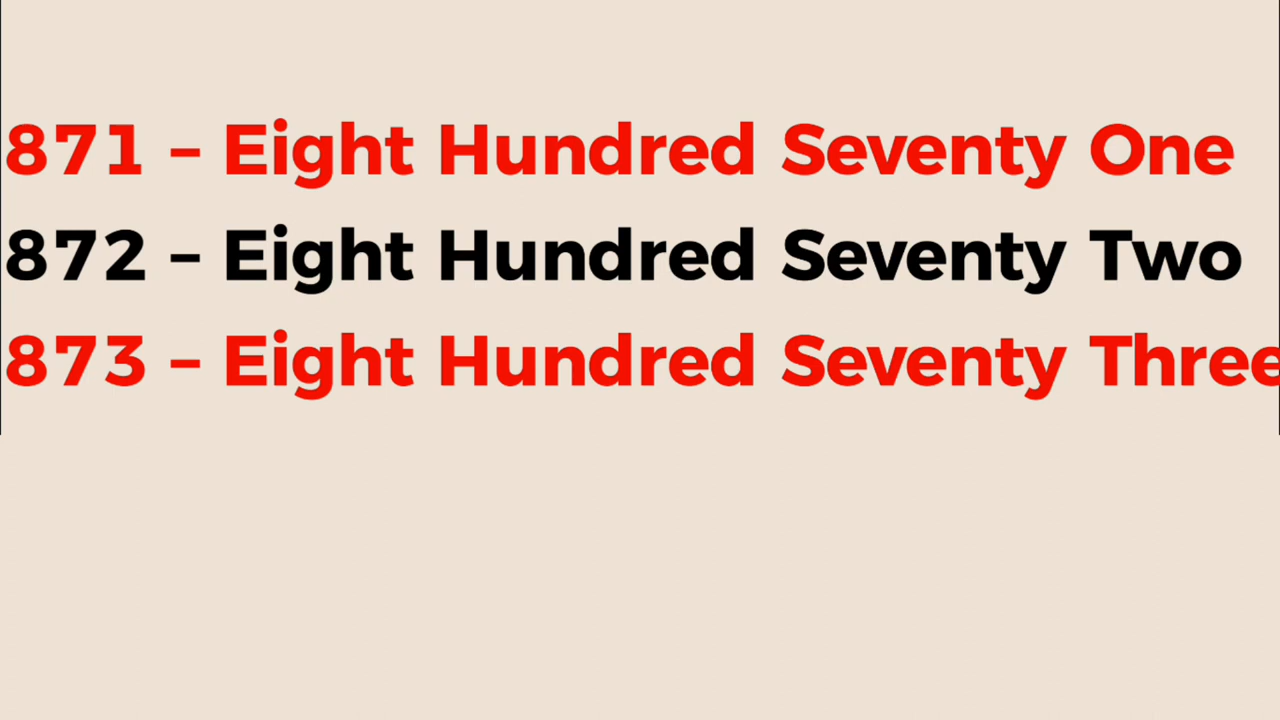 871 – Eight Hundred Seventy One
872 – Eight Hundred Seventy Two
873 – Eight Hundred Seventy Three